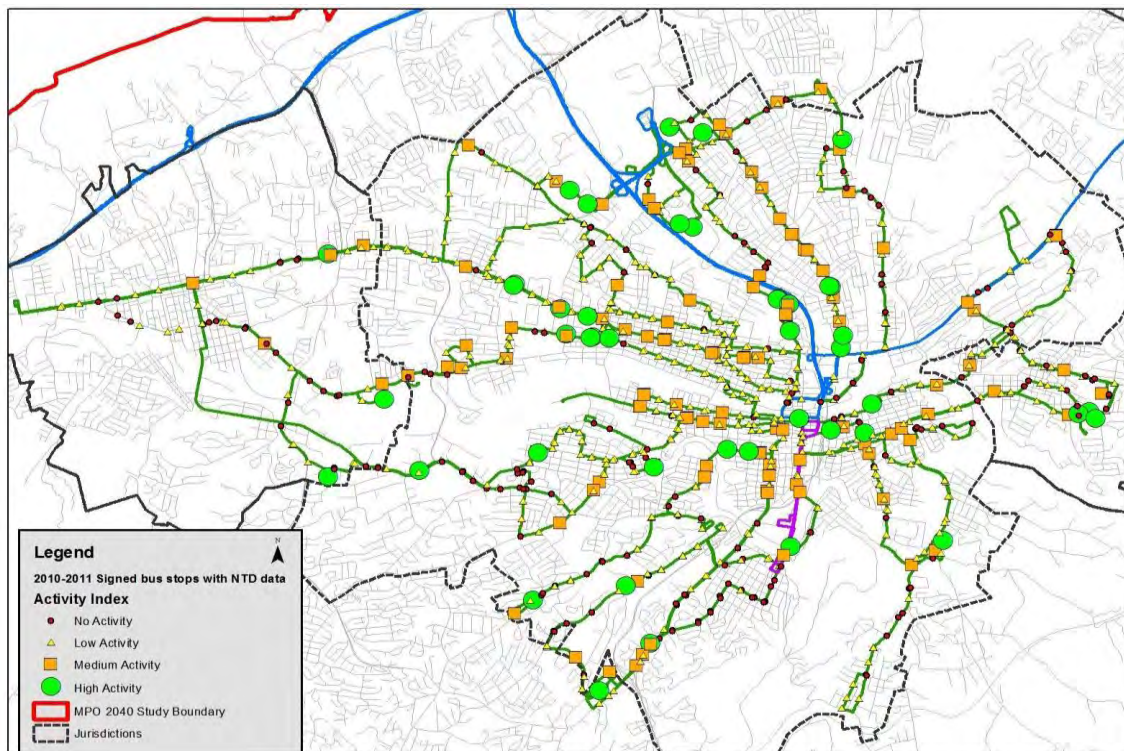 Legend
N
2010-2011 Signed bus stops with NTD data
Activity Index
No Activity
Low Activity
Medium Activity
High Activity
MPO 2040 Study Boundary
Jurisdictions